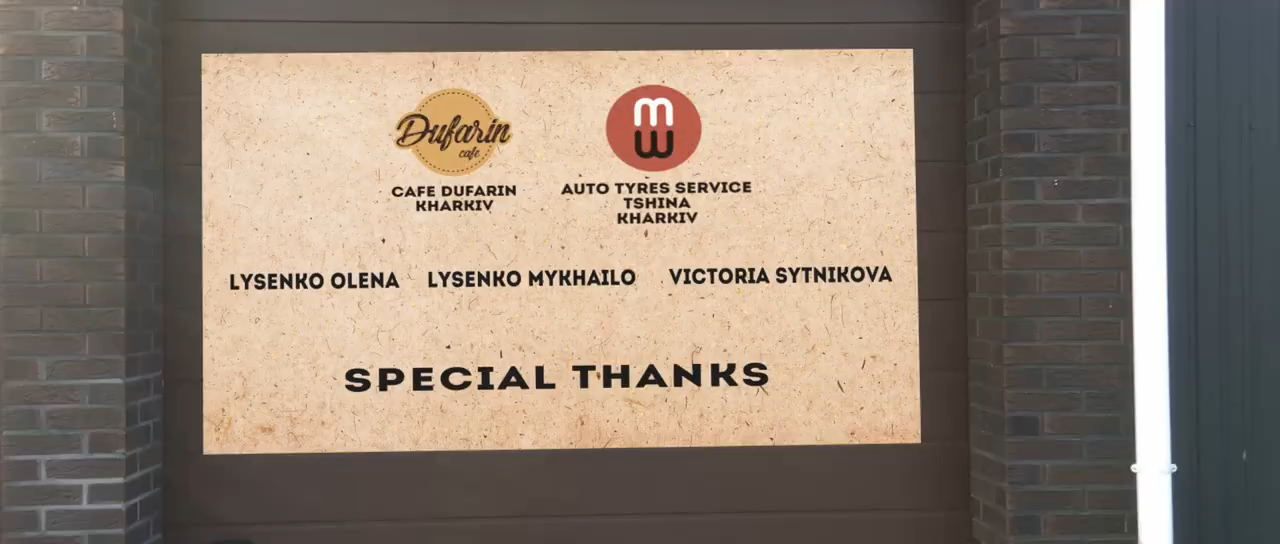 Dufarin
cafe
mw
CAFE DUFARIN
KHARKIV
AUTO TYRES SERVICE
TSHINA
KHARKIV
LYSENKO OLENA LYSENKO MYKHAILO VICTORIA SYTNIKOVA
SPECIAL THANKS